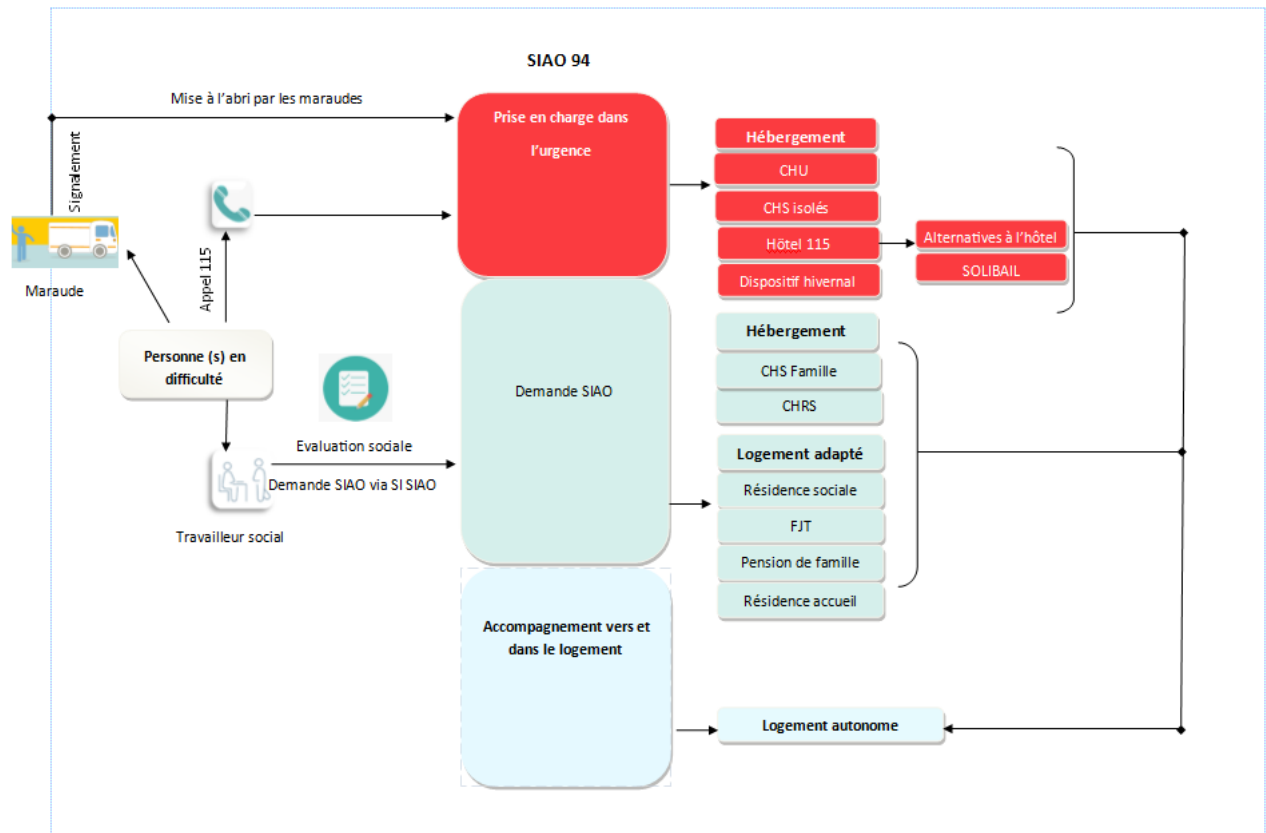 SIAO 94
Mise à l’abri par les maraudes
Signalement
Maraude
Appel 115
Personne (s) en
difficulté
Evaluation sociale
Demande SIAO via SI SIAO
Travailleur social
Prise en charge dans
l’urgence
Demande SIAO
Accompagnement vers et
dans le logement
Hébergement
CHU
CHS isolés
Hôtel 115
Dispositif hivernal
Alternatives à l’hôtel
SOLIBAIL
Hébergement
CHS Famille
CHRS
Logement adapté
Résidence sociale
FJT
Pension de famille
Résidence accueil
Logement autonome